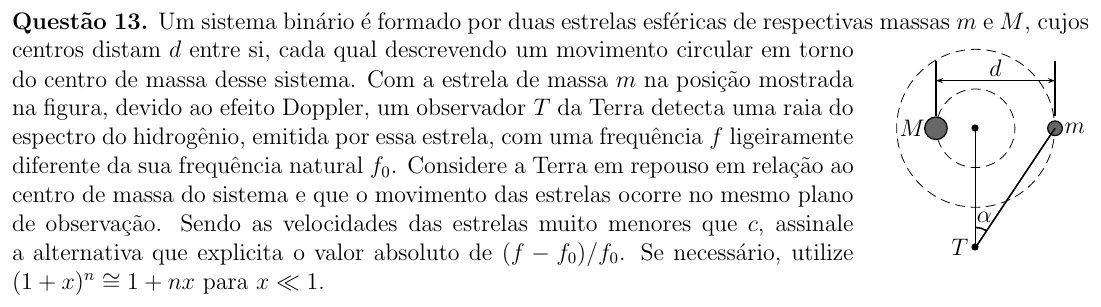 Questão 13. Um sistema binário é formado por duas estrelas esféricas de respectivas massas m e M, cujos
centros distam d entre si, cada qual descrevendo um movimento circular em torno
do centro de massa desse sistema. Com a estrela de massa m na posição mostrada
na figura, devido ao efeito Doppler, um observador T da Terra detecta uma raia do
espectro do hidrogênio, emitida por essa estrela, com uma frequência f ligeiramente
diferente da sua frequência natural f₀. Considere a Terra em repouso em relação ao
centro de massa do sistema e que o movimento das estrelas ocorre no mesmo plano
de observação. Sendo as velocidades das estrelas muito menores que c, assinale
a alternativa que explicita o valor absoluto de (f − f₀)/f₀. Se necessário, utilize
(1 + x)ⁿ ≅ 1 + nx para x ≪ 1.
d
M
m
α
T